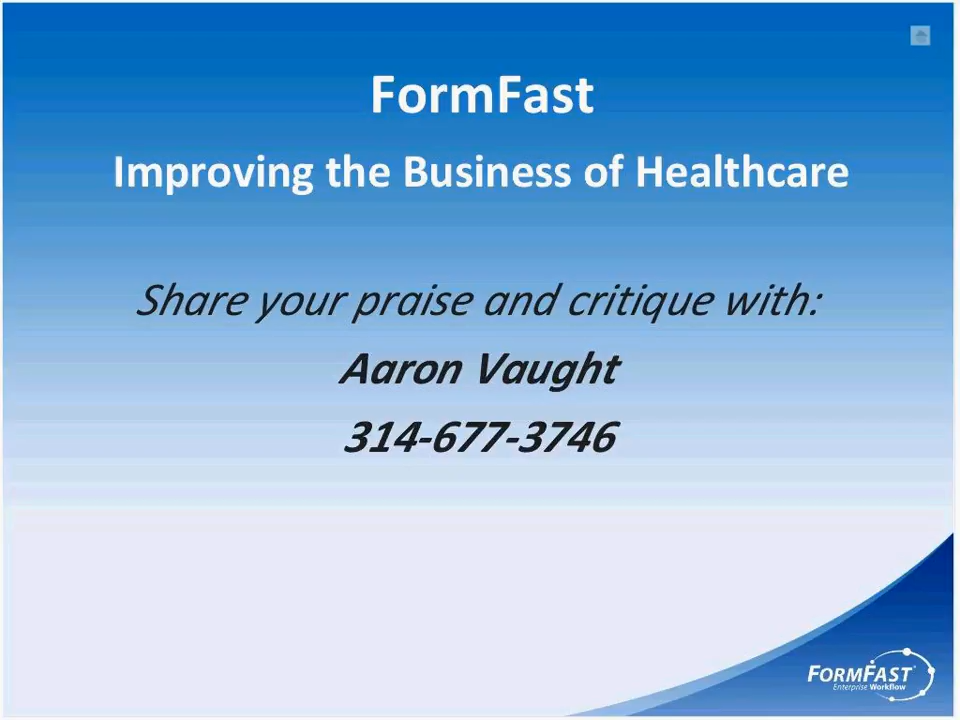 FormFast
Improving the Business of Healthcare
Share your praise and critique with:
Aaron Vaught
314-677-3746
FORMFAST
Enterprise Workflow